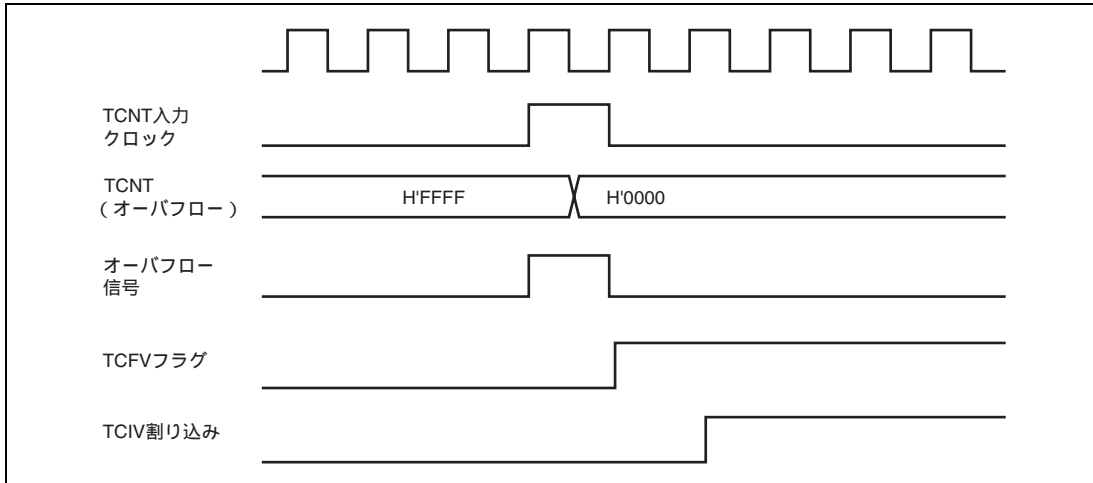 TCNT入力
クロック
TCNT
(オーバフロー)
H'FFFF
H'0000
オーバフロー
信号
TCFVフラグ
TCIV割り込み